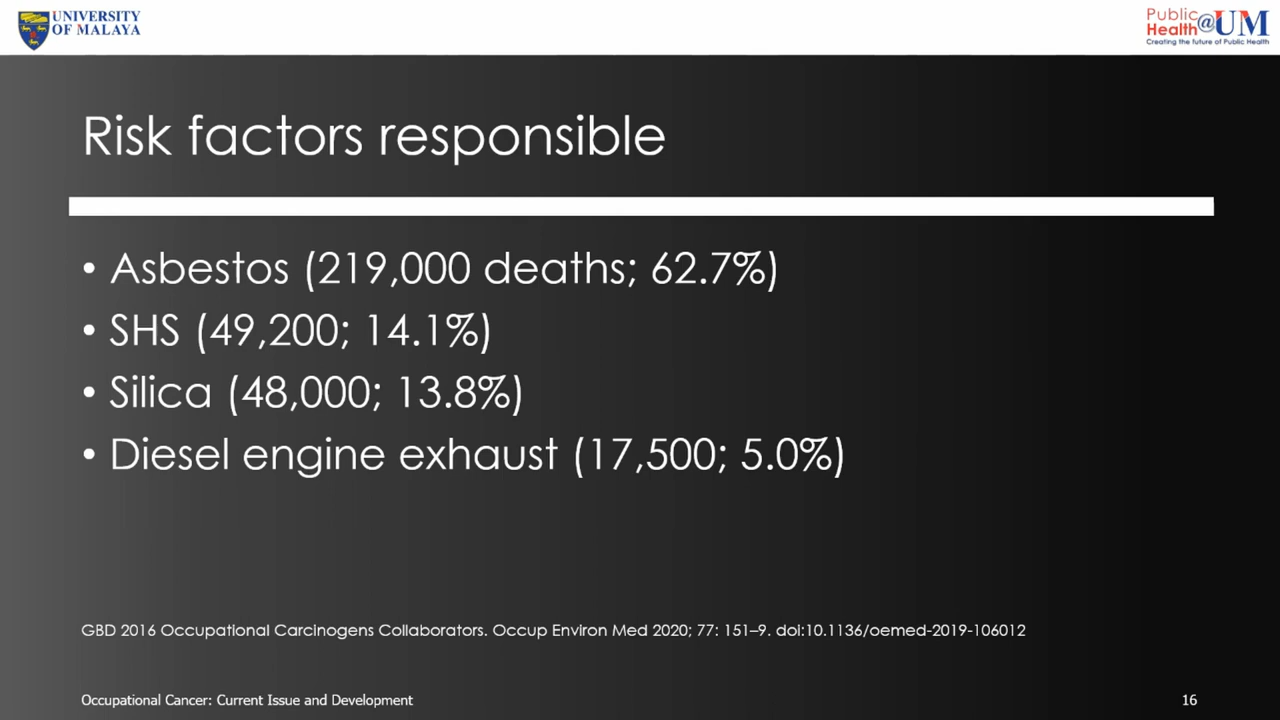 UNIVERSITY
OF MALAYA
Public
Health@UM
Creating the future of Public Health
Risk factors responsible
• Asbestos (219,000 deaths; 62.7%)
• SHS (49,200; 14.1%)
• Silica (48,000; 13.8%)
• Diesel engine exhaust (17,500; 5.0%)
GBD 2016 Occupational Carcinogens Collaborators. Occup Environ Med 2020; 77: 151–9. doi:10.1136/oemed-2019-106012
Occupational Cancer: Current Issue and Development
16